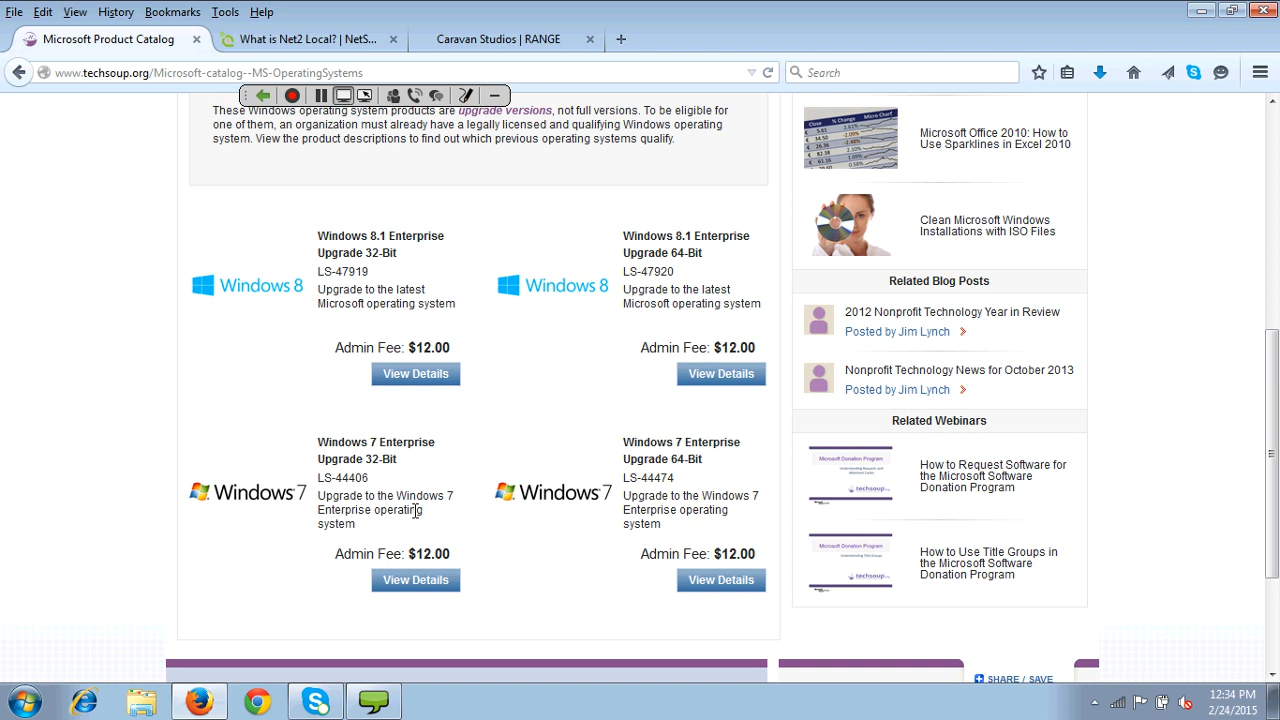 File Edit View History Bookmarks Tools Help
Microsoft Product Catalog
What is Net2 Local? | NetS...
Caravan Studios | RANGE
www.techsoup.org/Microsoft-catalog--MS-OperatingSystems
Search
These Windows operating system products are upgrade versions, not full versions. To be eligible
for one of them, an organization must already have a legally licensed and qualifying Windows operating
system. View the product descriptions to find out which previous operating systems qualify.
Windows 8
Windows 8.1 Enterprise
Upgrade 32-Bit
LS-47919
Upgrade to the latest
Microsoft operating system
Admin Fee: $12.00
View Details
Windows 8
Windows 8.1 Enterprise
Upgrade 64-Bit
LS-47920
Upgrade to the latest
Microsoft operating system
Admin Fee: $12.00
View Details
Windows 7
Windows 7 Enterprise
Upgrade 32-Bit
LS-44406
Upgrade to the Windows 7
Enterprise operating
system
Admin Fee: $12.00
View Details
Windows 7
Windows 7 Enterprise
Upgrade 64-Bit
LS-44474
Upgrade to the Windows 7
Enterprise operating
system
Admin Fee: $12.00
View Details
Microsoft Office 2010: How to
Use Sparklines in Excel 2010
Clean Microsoft Windows
Installations with ISO Files
Related Blog Posts
2012 Nonprofit Technology Year in Review
Posted by Jim Lynch
Nonprofit Technology News for October 2013
Posted by Jim Lynch
Related Webinars
Microsoft Donation Program
techsoup
How to Request Software for
the Microsoft Software
Donation Program
Microsoft Donation Program
techsoup
How to Use Title Groups in
the Microsoft Software
Donation Program
SHARE / SAVE
12:34 PM
2/24/2015